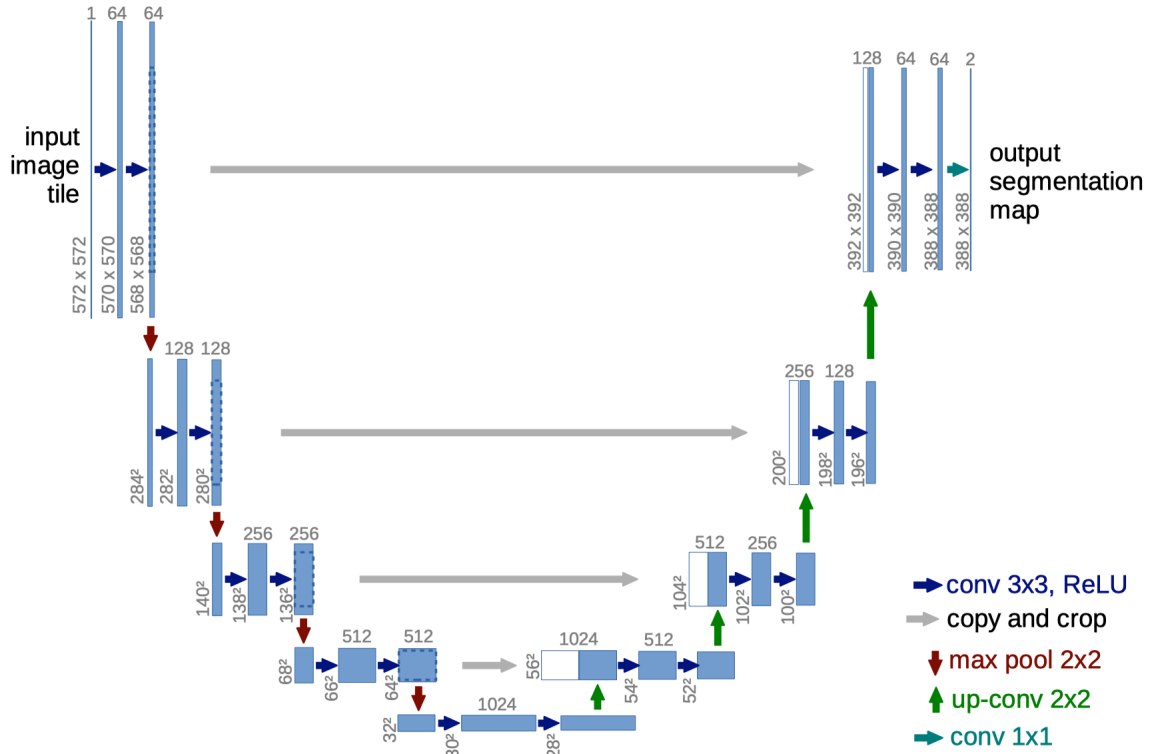 1 64 64
128 64 64 2
input
image
tile
output
segmentation
map
572 x 572
570 x 570
568 x 568
392 x 392
390 x 390
388 x 388
388 x 388
128 128
256 128
284²
282²
280²
200²
198²
196²
256 256
512 256
140²
138²
136²
104²
102²
100²
512 512
1024 512
68²
66²
64²
56²
54²
52²
1024
32²
30²
28²
conv 3x3, ReLU
copy and crop
max pool 2x2
up-conv 2x2
conv 1x1